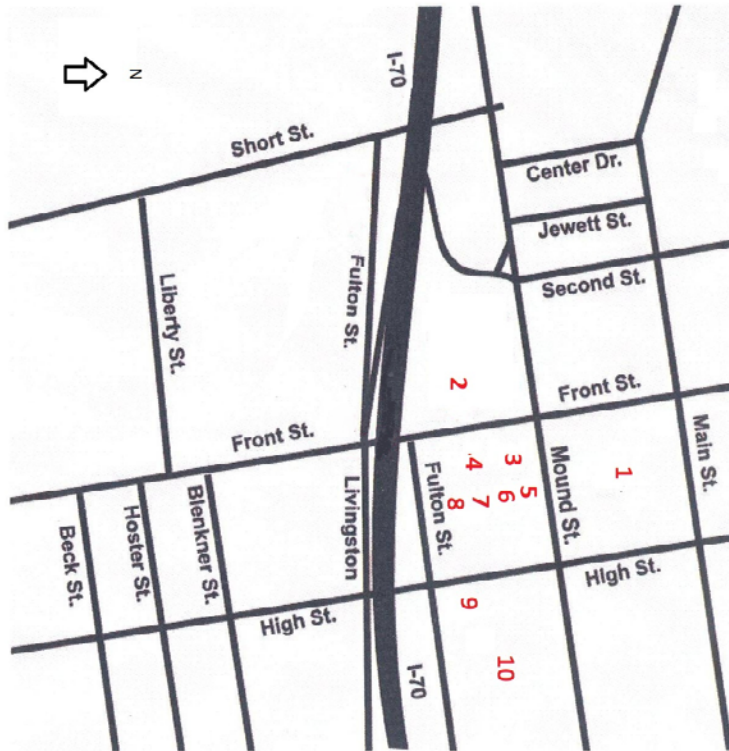 N
I-70
Short St.
Center Dr.
Jewett St.
Second St.
Liberty St.
Fulton St.
2
Front St.
Front St.
Main St.
Mound St.
1
3
4
5
6
7
8
Fulton St.
Livingston
Blenkner St.
Hoster St.
Beck St.
High St.
High St.
9
10
I-70